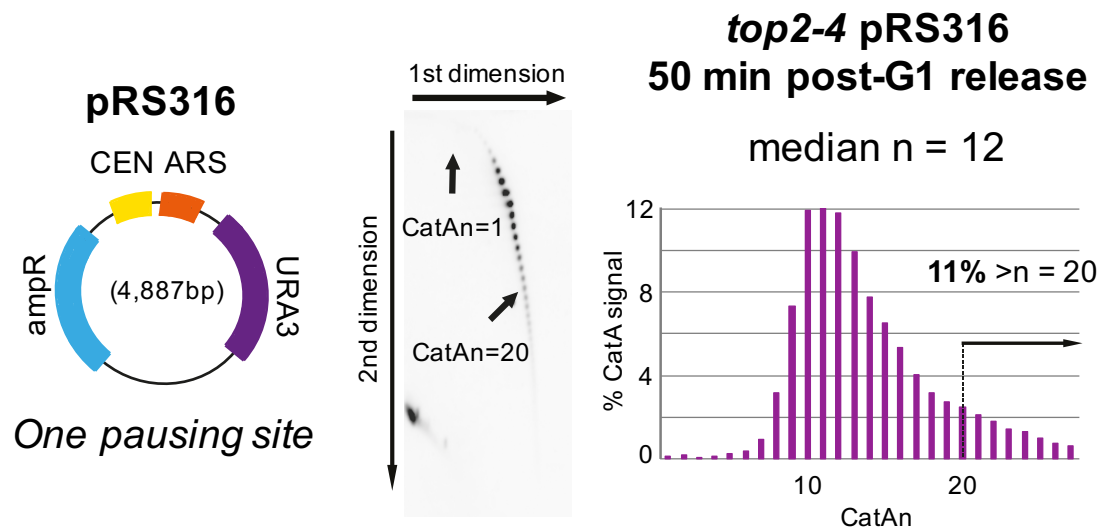 pRS316
CEN ARS
ampR
(4,887bp)
URA3
One pausing site
1st dimension
2nd dimension
CatAn=1
CatAn=20
top2-4 pRS316
50 min post-G1 release
median n = 12
% CatA signal
12
8
4
0
11% >n = 20
10
20
CatAn